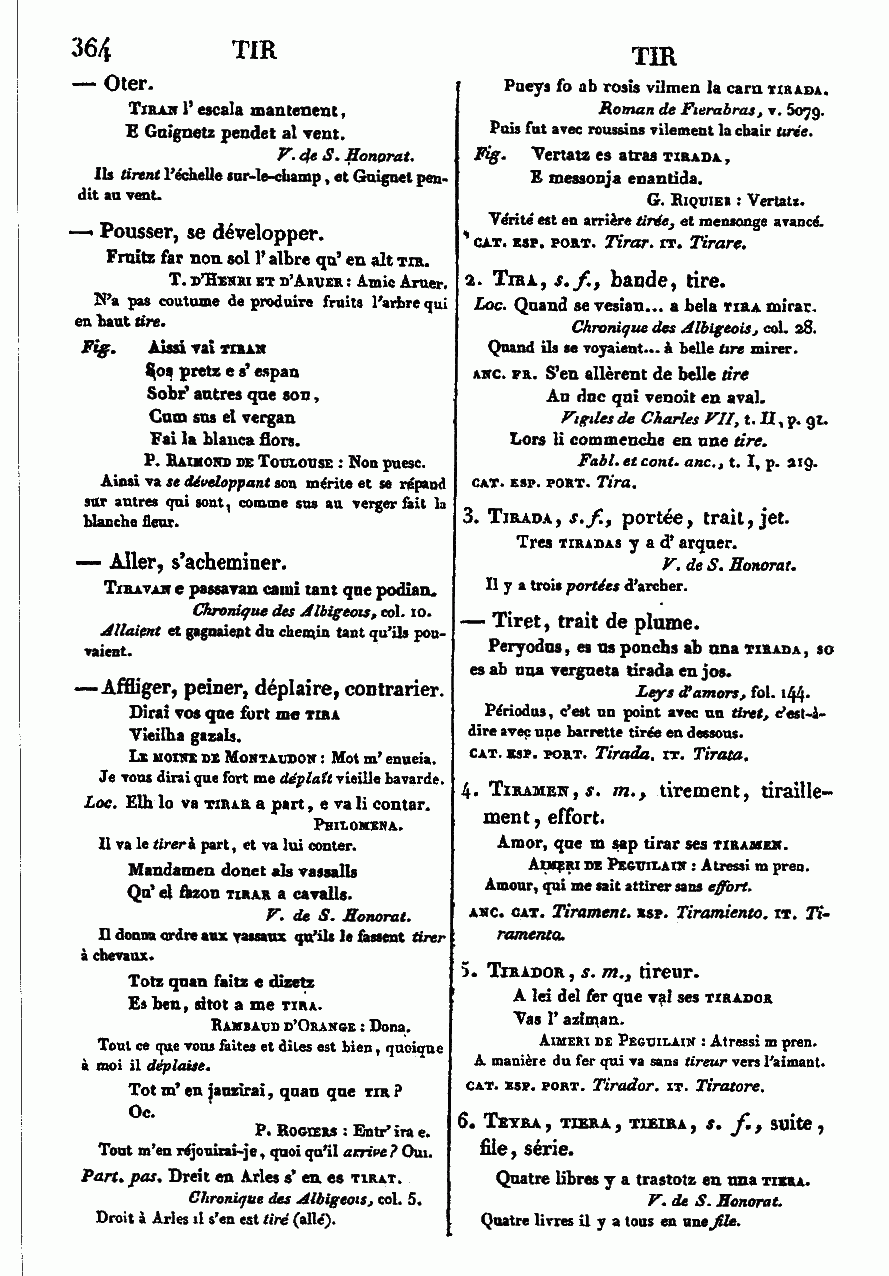 364 TIR
— Oter.
TIRAN l'escala mantenent,
E Guignetz pendet al vent.
V. de S. Honorat.
Ils tirent l'échelle sur-le-champ, et Guignet pen-
dit au vent.
— Pousser, se développer.
Fruitz far non sol l'albre qu'en alt TIR.
T. D'HENRI ET D'ARUER : Amic Aruer.
N'a pas coutume de produire fruits l'arbre qui
en haut tire.
Fig. Aissi vai TIRAN
Sos pretz e s'espan
Sobr'autres que son,
Cum sus el vergan
Fai la blanca flors.
P. RAIMOND DE TOULOUSE : Non puesc.
Ainsi va se développant son mérite et se répand
sur autres qui sont, comme sus au verger fait la
blanche fleur.
— Aller, s'acheminer.
TIRAVAN e passavan cami tant que podian.
Chronique des Albigeois, col. 10.
Allaient et gagnaient du chemin tant qu'ils pou-
vaient.
— Affliger, peiner, déplaire, contrarier.
Dirai vos que fort me TIRA
Vieilha gazals.
LE MOINE DE MONTAUDON : Mot m'enueia.
Je vous dirai que fort me déplaît vieille bavarde.
Loc. Elh lo va TIRAR a part, e va li contar.
PHILOMENA.
Il va le tirer à part, et va lui conter.
Mandamen donet als vassalls
Qu'el fazon TIRAR a cavalls.
V. de S. Honorat.
Il donna ordre aux vassaux qu'ils le fassent tirer
à chevaux.
Totz quan faitz e dizetz
Es ben, sitot a me TIRA.
RAMBAUD D'ORANGE : Dona.
Tout ce que vous faites et dites est bien, quoique
à moi il déplaise.
Tot m'en jauzirai, quan que TIR ?
Oc.
P. ROGIERS : Entr'ira e.
Tout m'en réjouirai-je, quoi qu'il arrive ? Oui.
Part. pas. Dreit en Arles s'en es TIRAT.
Chronique des Albigeois, col. 5.
Droit à Arles il s'en est tiré (allé).
TIR
Pueys fo ab rosis vilmen la carn TIRADA.
Roman de Fierabras, v. 5079.
Puis fut avec roussins vilement la chair tirée.
Fig. Vertatz es atras TIRADA,
E messonja enantida.
G. RIQUIER : Vertatz.
Vérité est en arrière tirée, et mensonge avancé.
CAT. ESP. PORT. Tirar. IT. Tirare.
2. TIRA, s. f., bande, tire.
Loc. Quand se vesian... a bela TIRA mirar.
Chronique des Albigeois, col. 28.
Quand ils se voyaient... à belle tire mirer.
ANC. FR. S'en allèrent de belle tire
Au duc qui venoit en aval.
Vigiles de Charles VII, t. II, p. 91.
Lors li commenche en une tire.
Fabl. et cont. anc., t. I, p. 219.
CAT. ESP. PORT. Tira.
3. TIRADA, s. f., portée, trait, jet.
Tres TIRADAS y a d'arquer.
V. de S. Honorat.
Il y a trois portées d'archer.
— Tiret, trait de plume.
Peryodus, es us ponchs ab una TIRADA, so
es ab una vergueta tirada en jos.
Leys d'amors, fol. 144.
Périodus, c'est un point avec un tiret, c'est-à-
dire avec une barrette tirée en dessous.
CAT. ESP. PORT. Tirada. IT. Tirata.
4. TIRAMEN, s. m., tirement, tiraille-
ment, effort.
Amor, que m sap tirar ses TIRAMEN.
AIMERI DE PEGUILAIN : Atressi m pren.
Amour, qui me sait attirer sans effort.
ANC. CAT. Tirament. ESP. Tiramiento. IT. Ti-
ramento.
5. TIRADOR, s. m., tireur.
A lei del fer que vai ses TIRADOR
Vas l'aziman.
AIMERI DE PEGUILAIN : Atressi m pren.
A manière du fer qui va sans tireur vers l'aimant.
CAT. ESP. PORT. Tirador. IT. Tiratore.
6. TEYRA, TIERA, TIEIRA, s. f., suite,
file, série.
Quatre libres y a trastotz en una TIERA.
V. de S. Honorat.
Quatre livres il y a tous en une file.